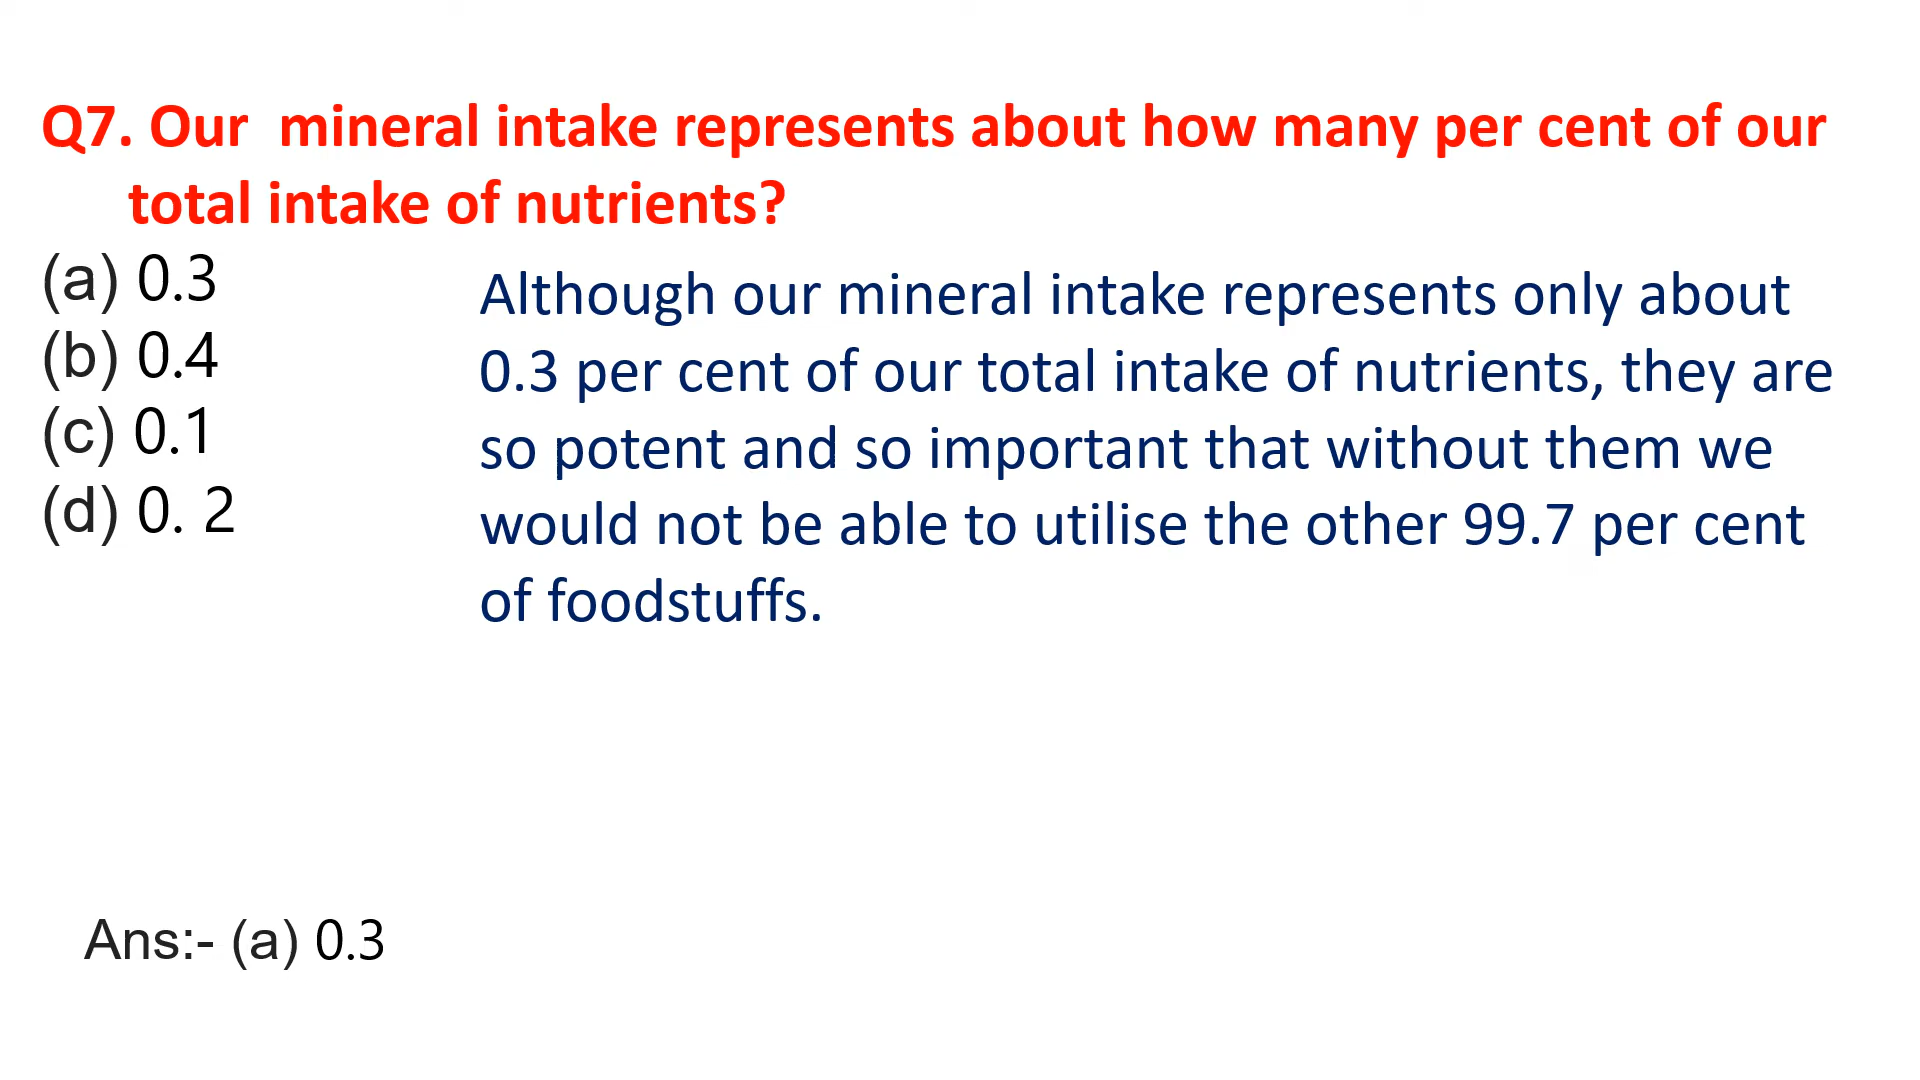 Q7. Our  mineral intake represents about how many per cent of our
total intake of nutrients?
(a) 0.3
(b) 0.4
(c) 0.1
(d) 0. 2
Although our mineral intake represents only about
0.3 per cent of our total intake of nutrients, they are
so potent and so important that without them we
would not be able to utilise the other 99.7 per cent
of foodstuffs.
Ans:- (a) 0.3